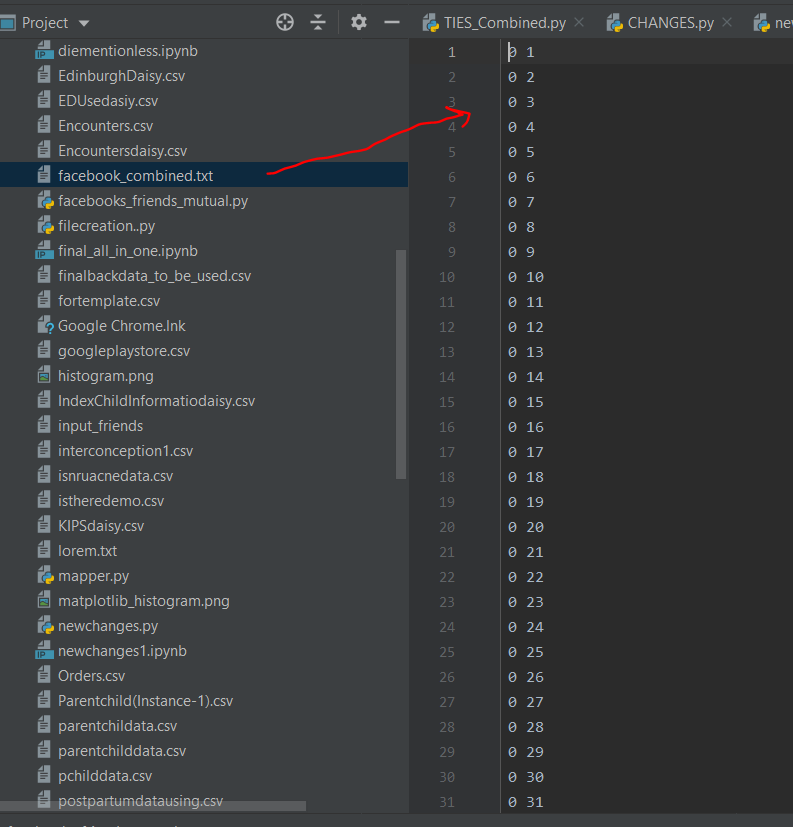 Project
diementionless.ipynb
EdinburghDaisy.csv
EDUsedasiy.csv
Encounters.csv
Encountersdaisy.csv
facebook_combined.txt
facebooks_friends_mutual.py
filecreation..py
final_all_in_one.ipynb
finalbackdata_to_be_used.csv
fortemplate.csv
Google Chrome.lnk
googleplaystore.csv
histogram.png
IndexChildInformatiodaisy.csv
input_friends
interconception1.csv
isnruacnedata.csv
istheredemo.csv
KIPSdaisy.csv
lorem.txt
mapper.py
matplotlib_histogram.png
newchanges.py
newchanges1.ipynb
Orders.csv
Parentchild(Instance-1).csv
parentchildata.csv
parentchilddata.csv
pchilddata.csv
postpartumdatausing.csv
TIES_Combined.py CHANGES.py
1 0 1
2 0 2
3 0 3
4 0 4
5 0 5
6 0 6
7 0 7
8 0 8
9 0 9
10 0 10
11 0 11
12 0 12
13 0 13
14 0 14
15 0 15
16 0 16
17 0 17
18 0 18
19 0 19
20 0 20
21 0 21
22 0 22
23 0 23
24 0 24
25 0 25
26 0 26
27 0 27
28 0 28
29 0 29
30 0 30
31 0 31